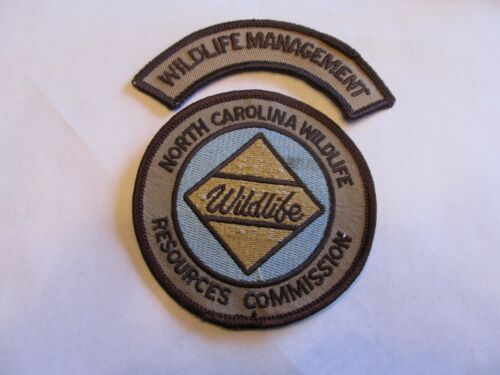 WILDLIFE MANAGEMENT
NORTH CAROLINA WILDLIFE
Wildlife
RESOURCES COMMISSION